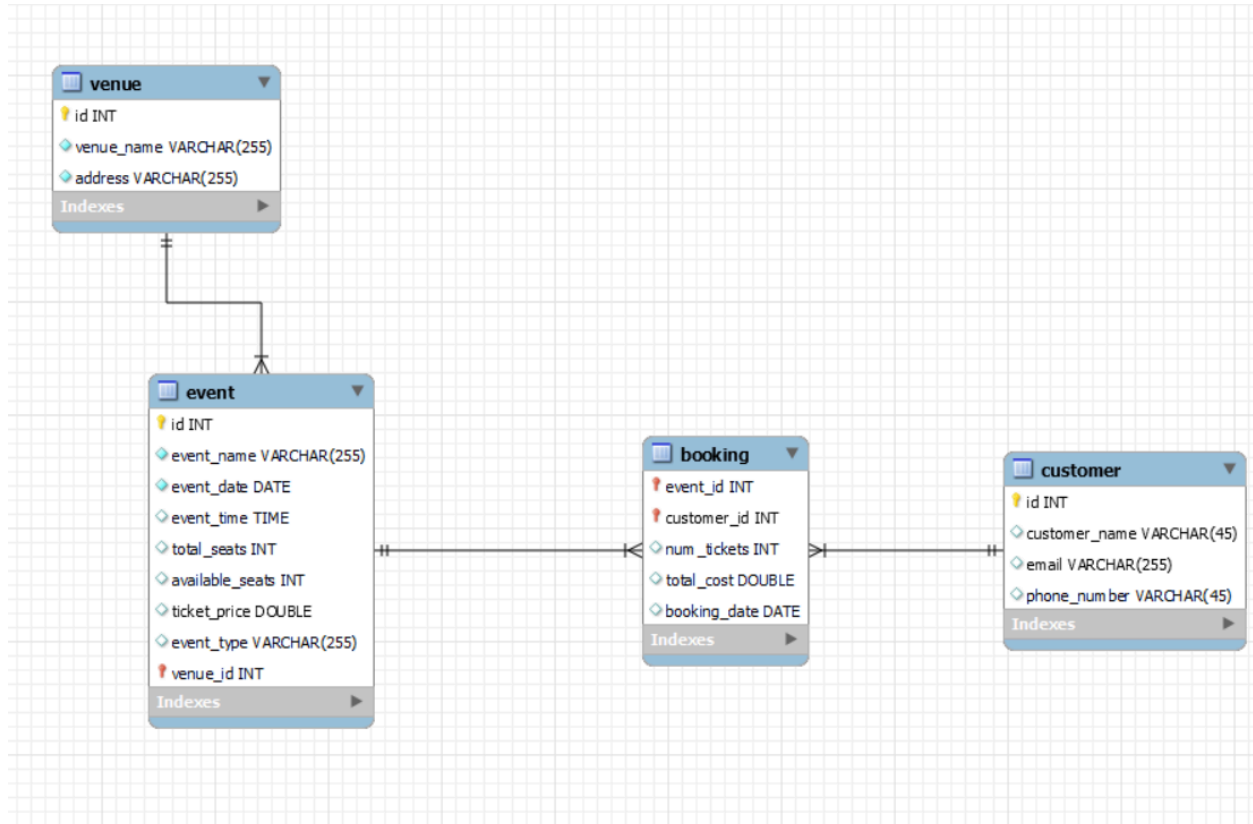 venue
id INT
venue_name VARCHAR(255)
address VARCHAR(255)
Indexes
event
id INT
event_name VARCHAR(255)
event_date DATE
event_time TIME
total_seats INT
available_seats INT
ticket_price DOUBLE
event_type VARCHAR(255)
venue_id INT
Indexes
booking
event_id INT
customer_id INT
num _tickets INT
total_cost DOUBLE
booking_date DATE
Indexes
customer
id INT
customer_name VARCHAR(45)
email VARCHAR(255)
phone_number VARCHAR(45)
Indexes